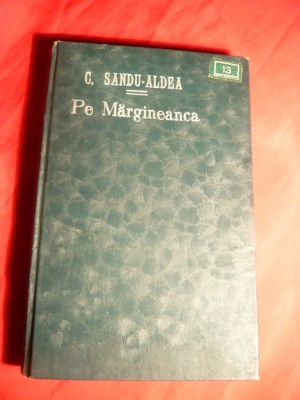 13
C. SANDU-ALDEA
Pe Mărgineanca